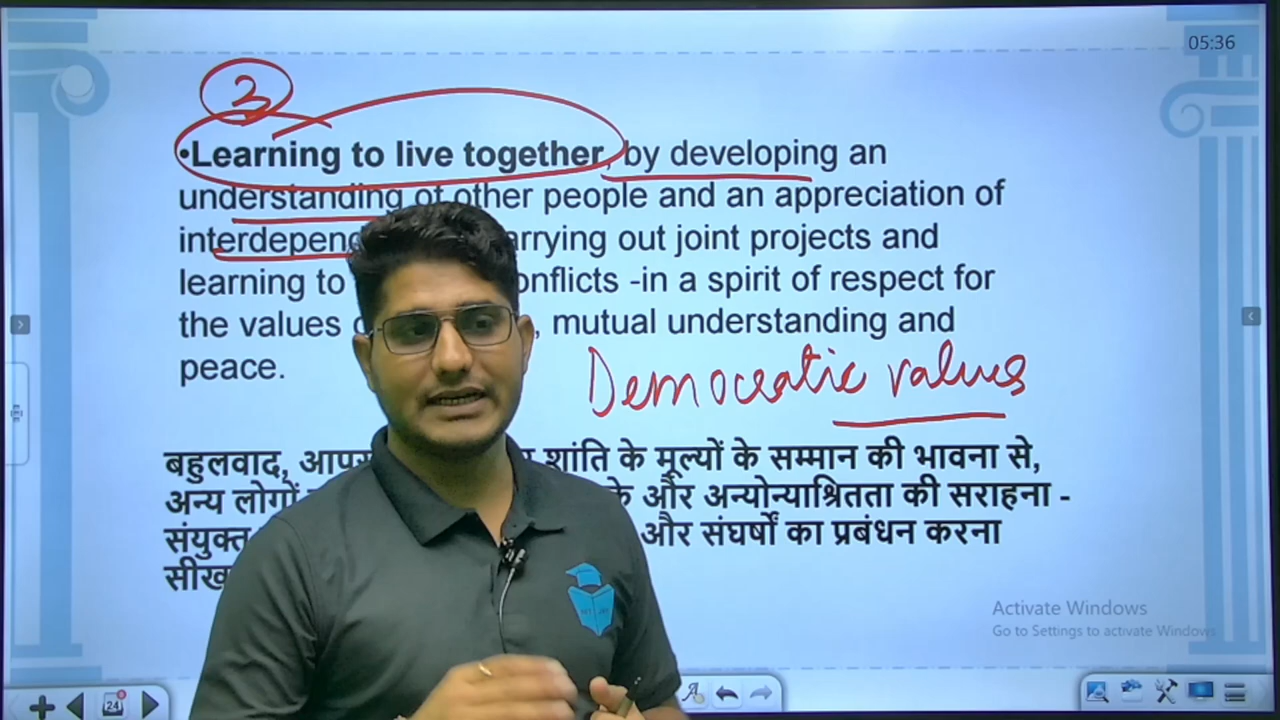 05:36
3
•Learning to live together, by developing an
understanding of other people and an appreciation of
arrying out joint projects and
learning to onflicts -in a spirit of respect for
the values , mutual understanding and
peace.
Democratic values
बहुलवाद, शांति के मूल्यों के सम्मान की भावना से,
अन्य लोगों के और अन्योन्याश्रितता की सराहना -
संयुक्त और संघर्षों का प्रबंधन करना
सीख
Activate Windows
Go to Settings to activate Windows
24